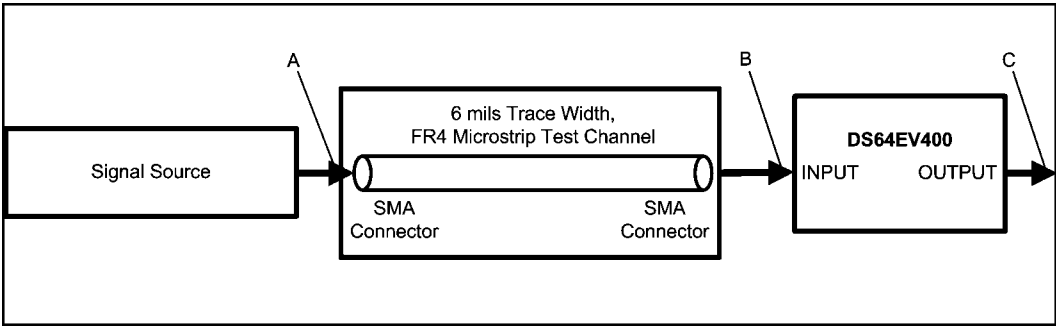 A
B
C
6 mils Trace Width,
FR4 Microstrip Test Channel
DS64EV400
Signal Source
INPUT
OUTPUT
SMA
Connector
SMA
Connector